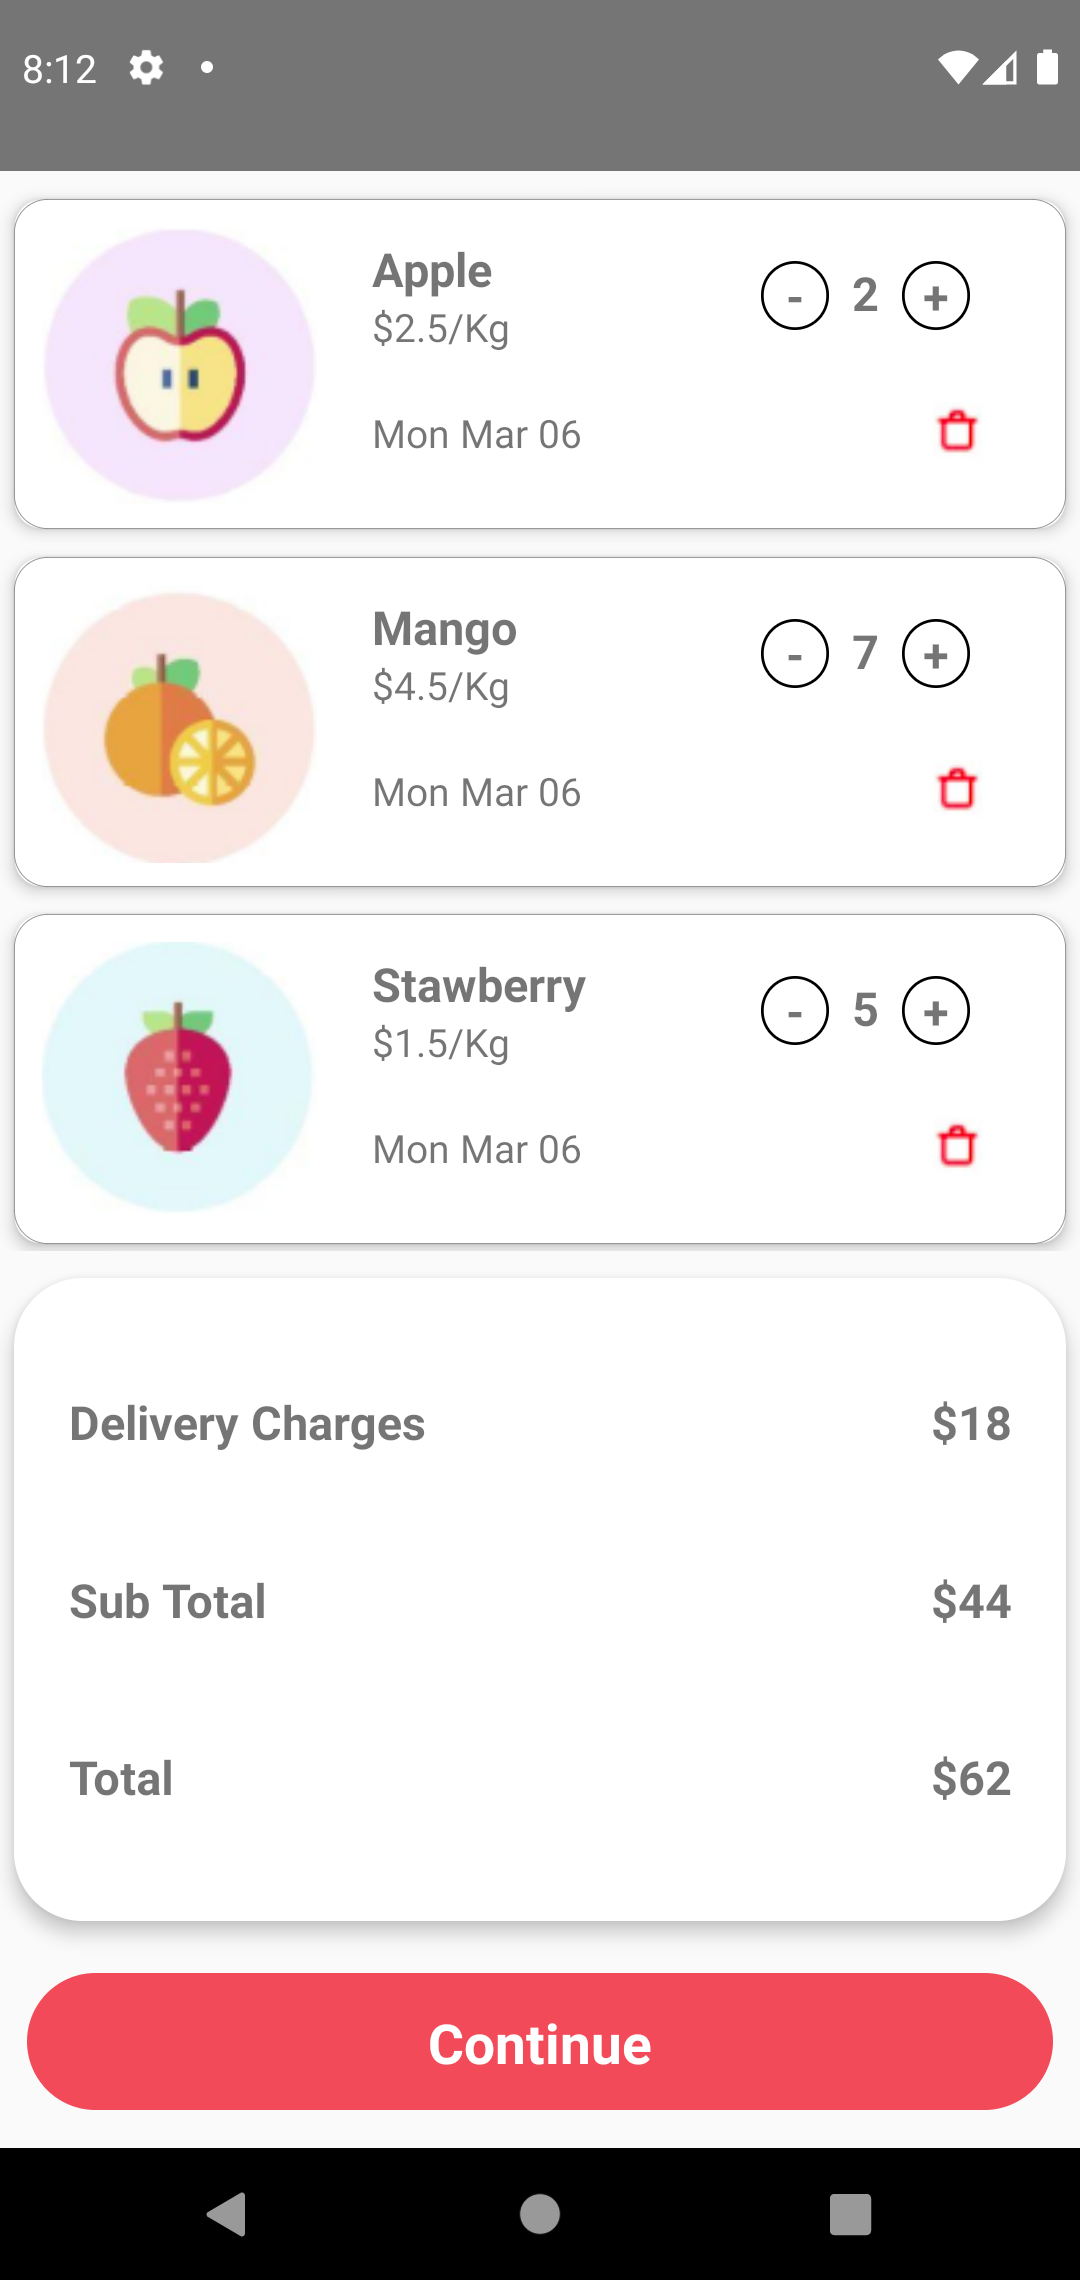 8:12
Apple
- 2 +
$2.5/Kg
Mon Mar 06
Mango
- 7 +
$4.5/Kg
Mon Mar 06
Stawberry
- 5 +
$1.5/Kg
Mon Mar 06
Delivery Charges $18
Sub Total $44
Total $62
Continue